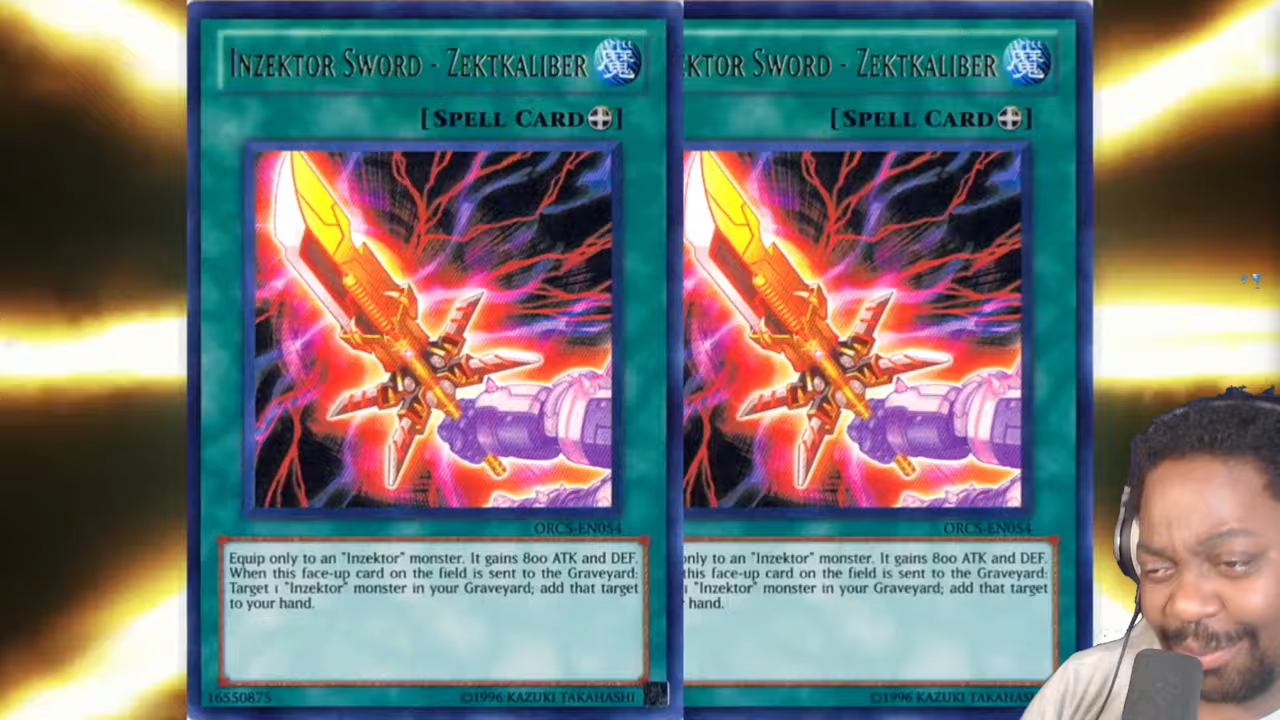 INZEKTOR SWORD - ZEKTKALIBER 魔
[SPELL CARD]
ORCS-EN054
Equip only to an "Inzektor" monster. It gains 800 ATK and DEF.
When this face-up card on the field is sent to the Graveyard:
Target 1 "Inzektor" monster in your Graveyard; add that target
to your hand.
16550875
©1996 KAZUKI TAKAHASHI
KTOR SWORD - ZEKTKALIBER 魔
[SPELL CARD]
ORCS-EN054
only to an "Inzektor" monster. It gains 800 ATK and DEF.
this face-up card on the field is sent to the Graveyard:
1 "Inzektor" monster in your Graveyard; add that target
hand.
©1996 KAZUKI TAKAHAS